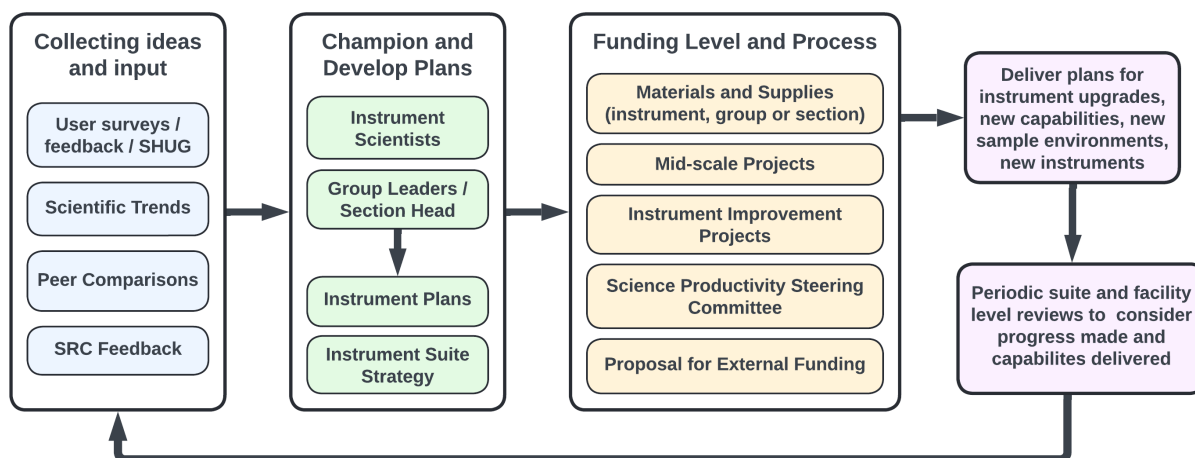 Collecting ideas
and input
User surveys /
feedback / SHUG
Scientific Trends
Peer Comparisons
SRC Feedback
Champion and
Develop Plans
Instrument
Scientists
Group Leaders /
Section Head
Instrument Plans
Instrument Suite
Strategy
Funding Level and Process
Materials and Supplies
(instrument, group or section)
Mid-scale Projects
Instrument Improvement
Projects
Science Productivity Steering
Committee
Proposal for External Funding
Deliver plans for
instrument upgrades,
new capabilities, new
sample environments,
new instruments
Periodic suite and facility
level reviews to  consider
progress made and
capabilites delivered